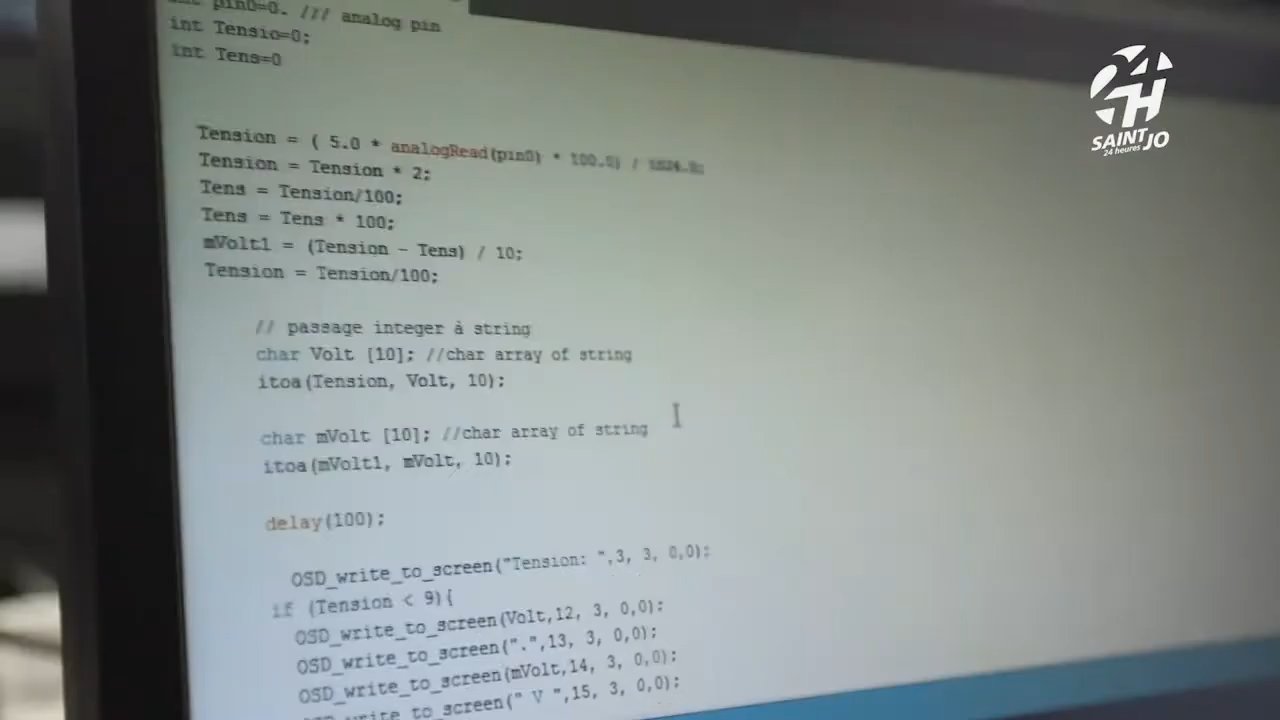 int pin0=0. /// analog pin
int Tensio=0;
int Tens=0
Tension = ( 5.0 * analogRead(pin0) * 100.0) / 1024.0;
Tension = Tension * 2;
Tens = Tension/100;
Tens = Tens * 100;
mVolt1 = (Tension - Tens) / 10;
Tension = Tension/100;
// passage integer à string
char Volt [10]; //char array of string
itoa(Tension, Volt, 10);
char mVolt [10]; //char array of string
itoa(mVolt1, mVolt, 10);
delay(100);
OSD_write_to_screen("Tension: ",3, 3, 0,0);
if (Tension < 9){
OSD_write_to_screen(Volt,12, 3, 0,0);
OSD_write_to_screen(".",13, 3, 0,0);
OSD_write_to_screen(mVolt,14, 3, 0,0);
OSD_write_to_screen(" V ",15, 3, 0,0);
24H
SAINT JO
24 heures